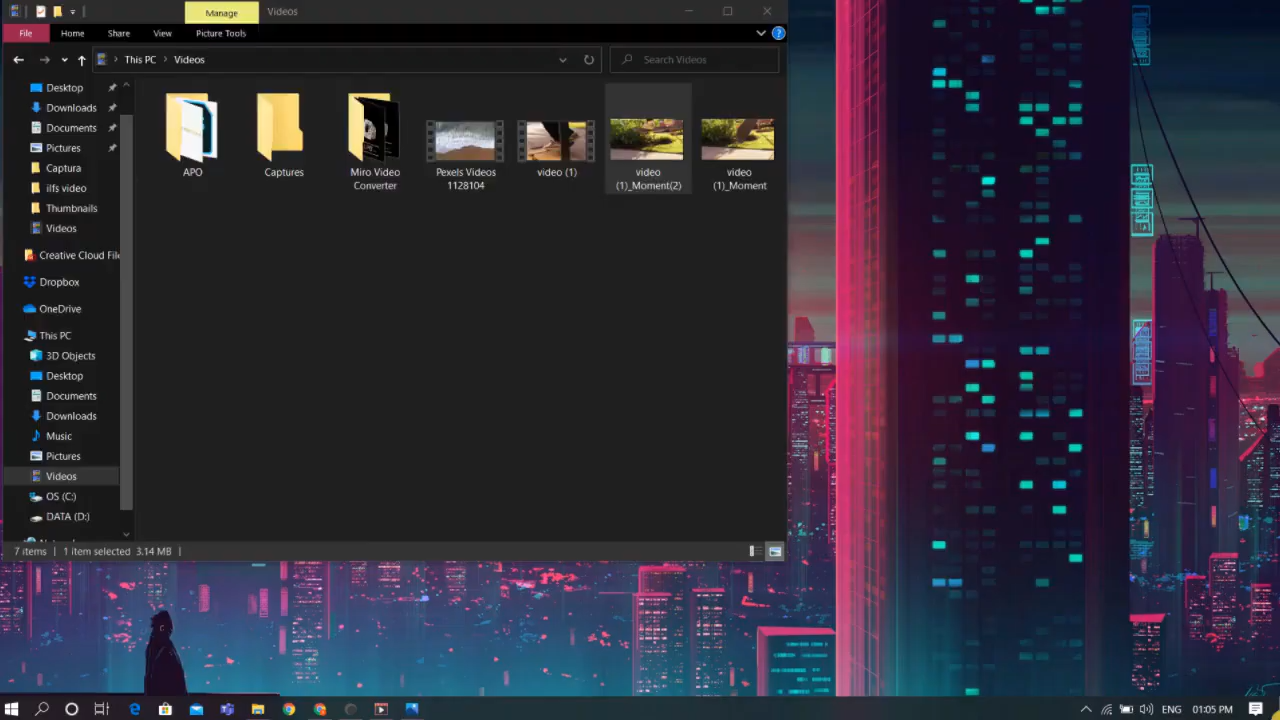 Manage
Videos
File
Home
Share
View
Picture Tools
This PC
Videos
Search Videos
Desktop
Downloads
Documents
Pictures
Captura
ilfs video
Thumbnails
Videos
Creative Cloud File
Dropbox
OneDrive
This PC
3D Objects
Desktop
Documents
Downloads
Music
Pictures
Videos
OS (C:)
DATA (D:)
APO
Captures
Miro Video
Converter
Pexels Videos
1128104
video (1)
video
(1)_Moment(2)
video
(1)_Moment
7 items
1 item selected 3.14 MB
ENG
01:05 PM